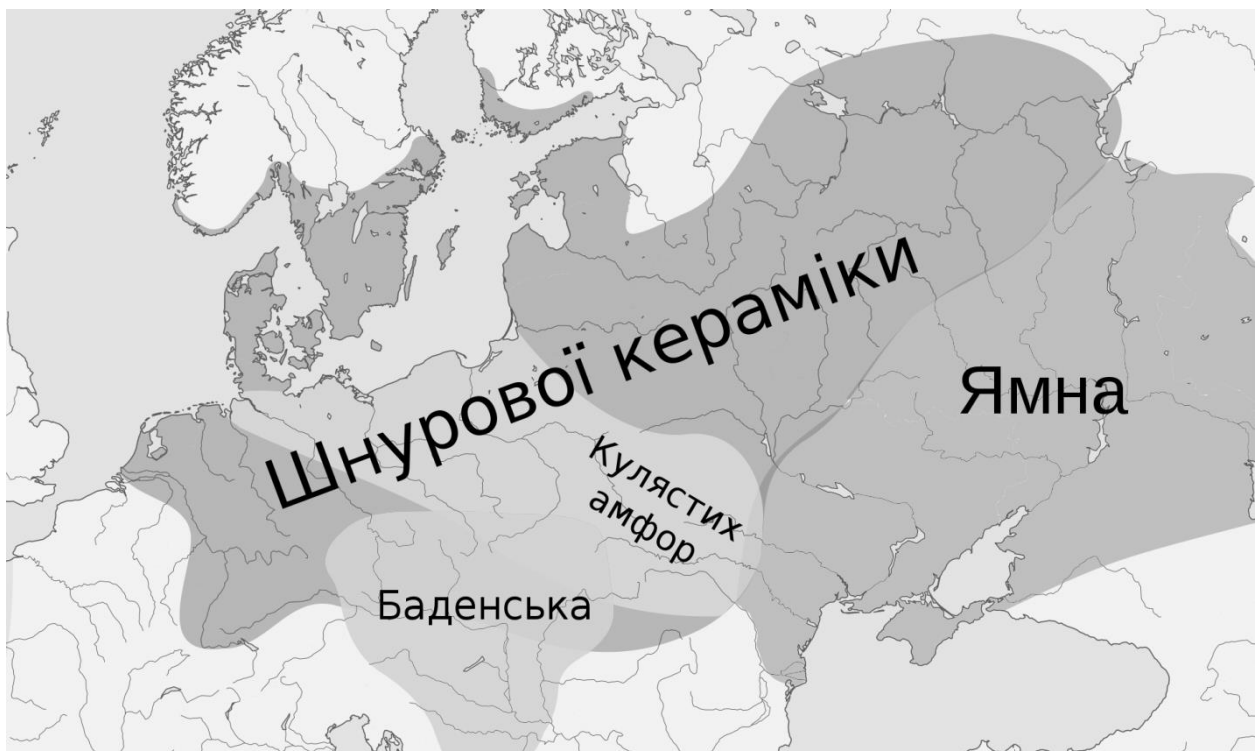 Шнурової кераміки
Ямна
Кулястих
амфор
Баденська